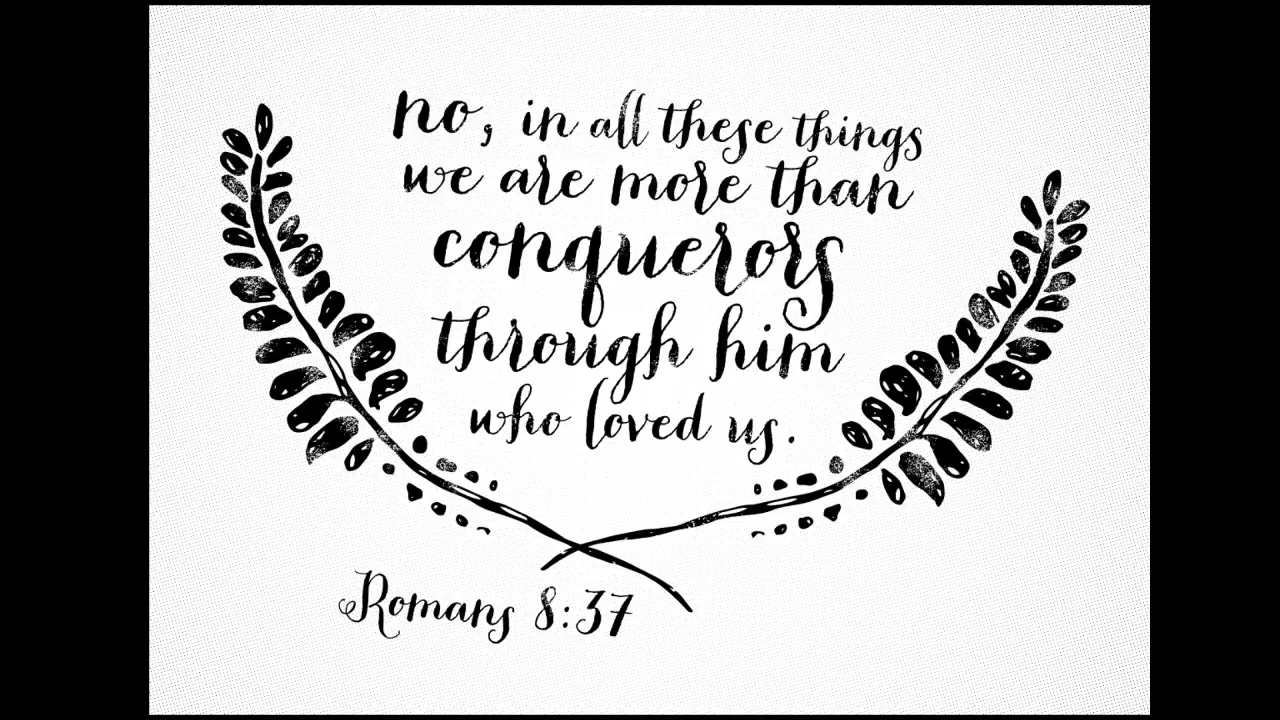 no, in all these things
we are more than
conquerors
through him
who loved us.
Romans 8:37